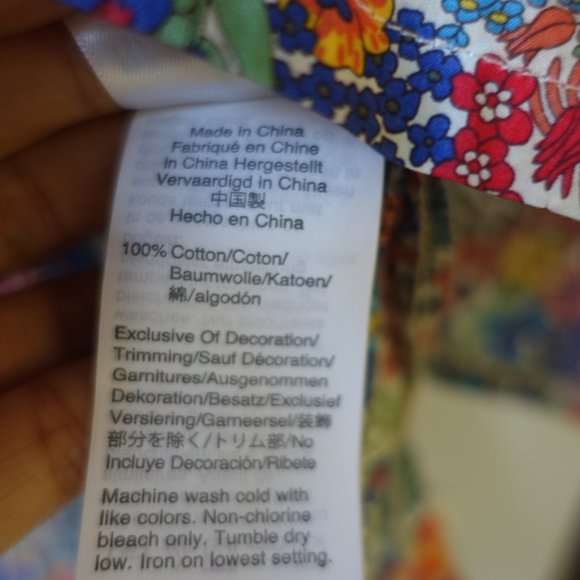 Made in China
Fabriqué en Chine
in China Hergestellt
Vervaardigd in China
中国製
Hecho en China
100% Cotton/Coton/
Baumwolle/Katoen/
綿/algodón
Exclusive Of Decoration/
Trimming/Sauf Décoration/
Garnitures/Ausgenommen
Dekoration/Besatz/Exclusief
Versiering/Garneersel/装飾
部分を除く/トリム部/No
Incluye Decoración/Ribete
Machine wash cold with
like colors. Non-chlorine
bleach only. Tumble dry
low. Iron on lowest setting.